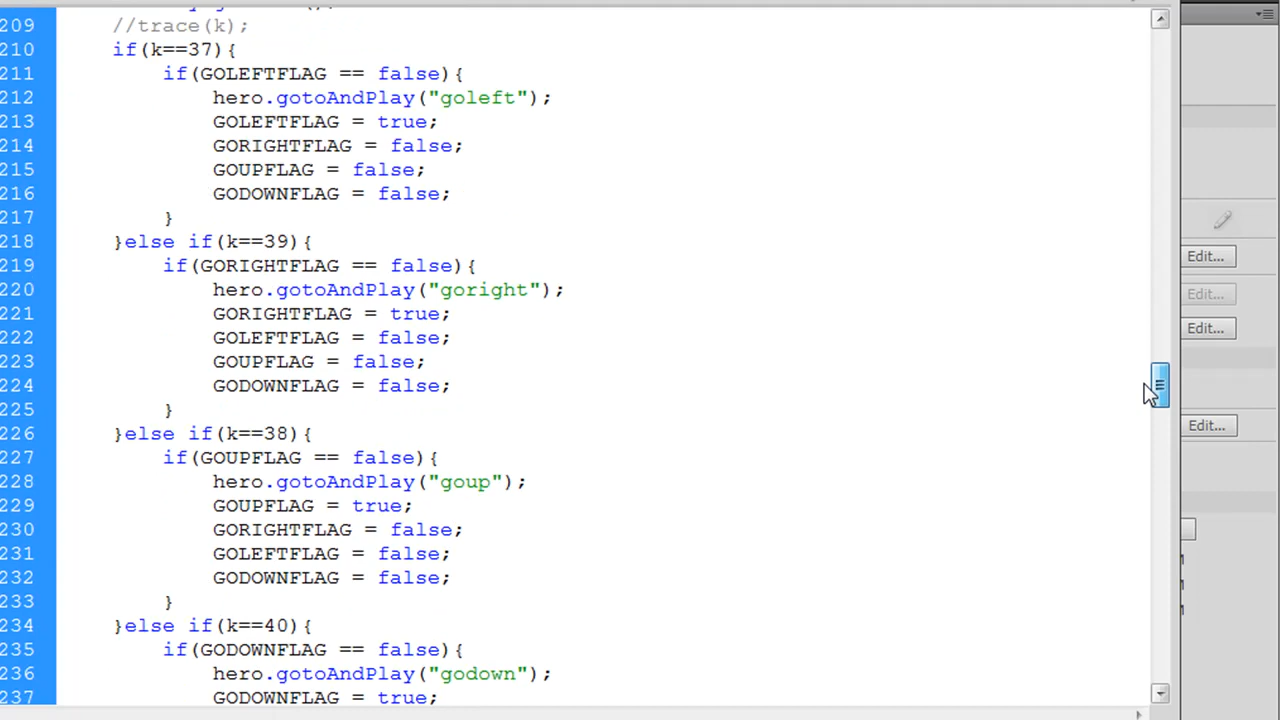 209 //trace(k);
210 if(k==37){
211 if(GOLEFTFLAG == false){
212 hero.gotoAndPlay("goleft");
213 GOLEFTFLAG = true;
214 GORIGHTFLAG = false;
215 GOUPFLAG = false;
216 GODOWNFLAG = false;
217 }
218 }else if(k==39){
219 if(GORIGHTFLAG == false){
220 hero.gotoAndPlay("goright");
221 GORIGHTFLAG = true;
222 GOLEFTFLAG = false;
223 GOUPFLAG = false;
224 GODOWNFLAG = false;
225 }
226 }else if(k==38){
227 if(GOUPFLAG == false){
228 hero.gotoAndPlay("goup");
229 GOUPFLAG = true;
230 GORIGHTFLAG = false;
231 GOLEFTFLAG = false;
232 GODOWNFLAG = false;
233 }
234 }else if(k==40){
235 if(GODOWNFLAG == false){
236 hero.gotoAndPlay("godown");
237 GODOWNFLAG = true;
Edit...
Edit...
Edit...
Edit...